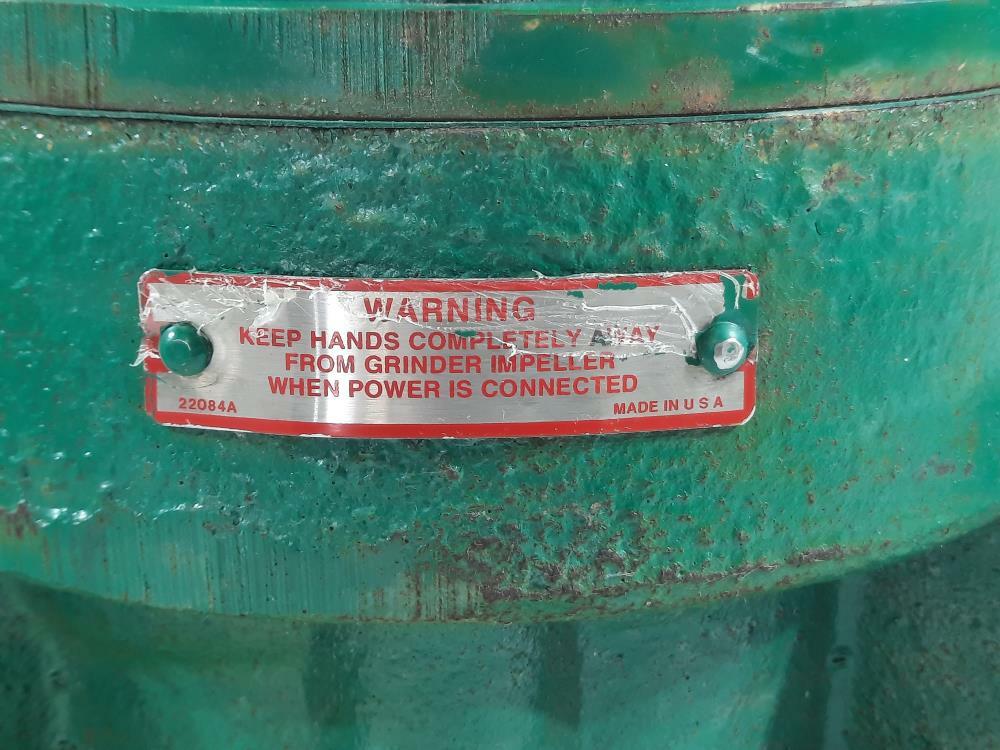 WARNING
KEEP HANDS COMPLETELY AWAY
FROM GRINDER IMPELLER
WHEN POWER IS CONNECTED
22084A
MADE IN U S A